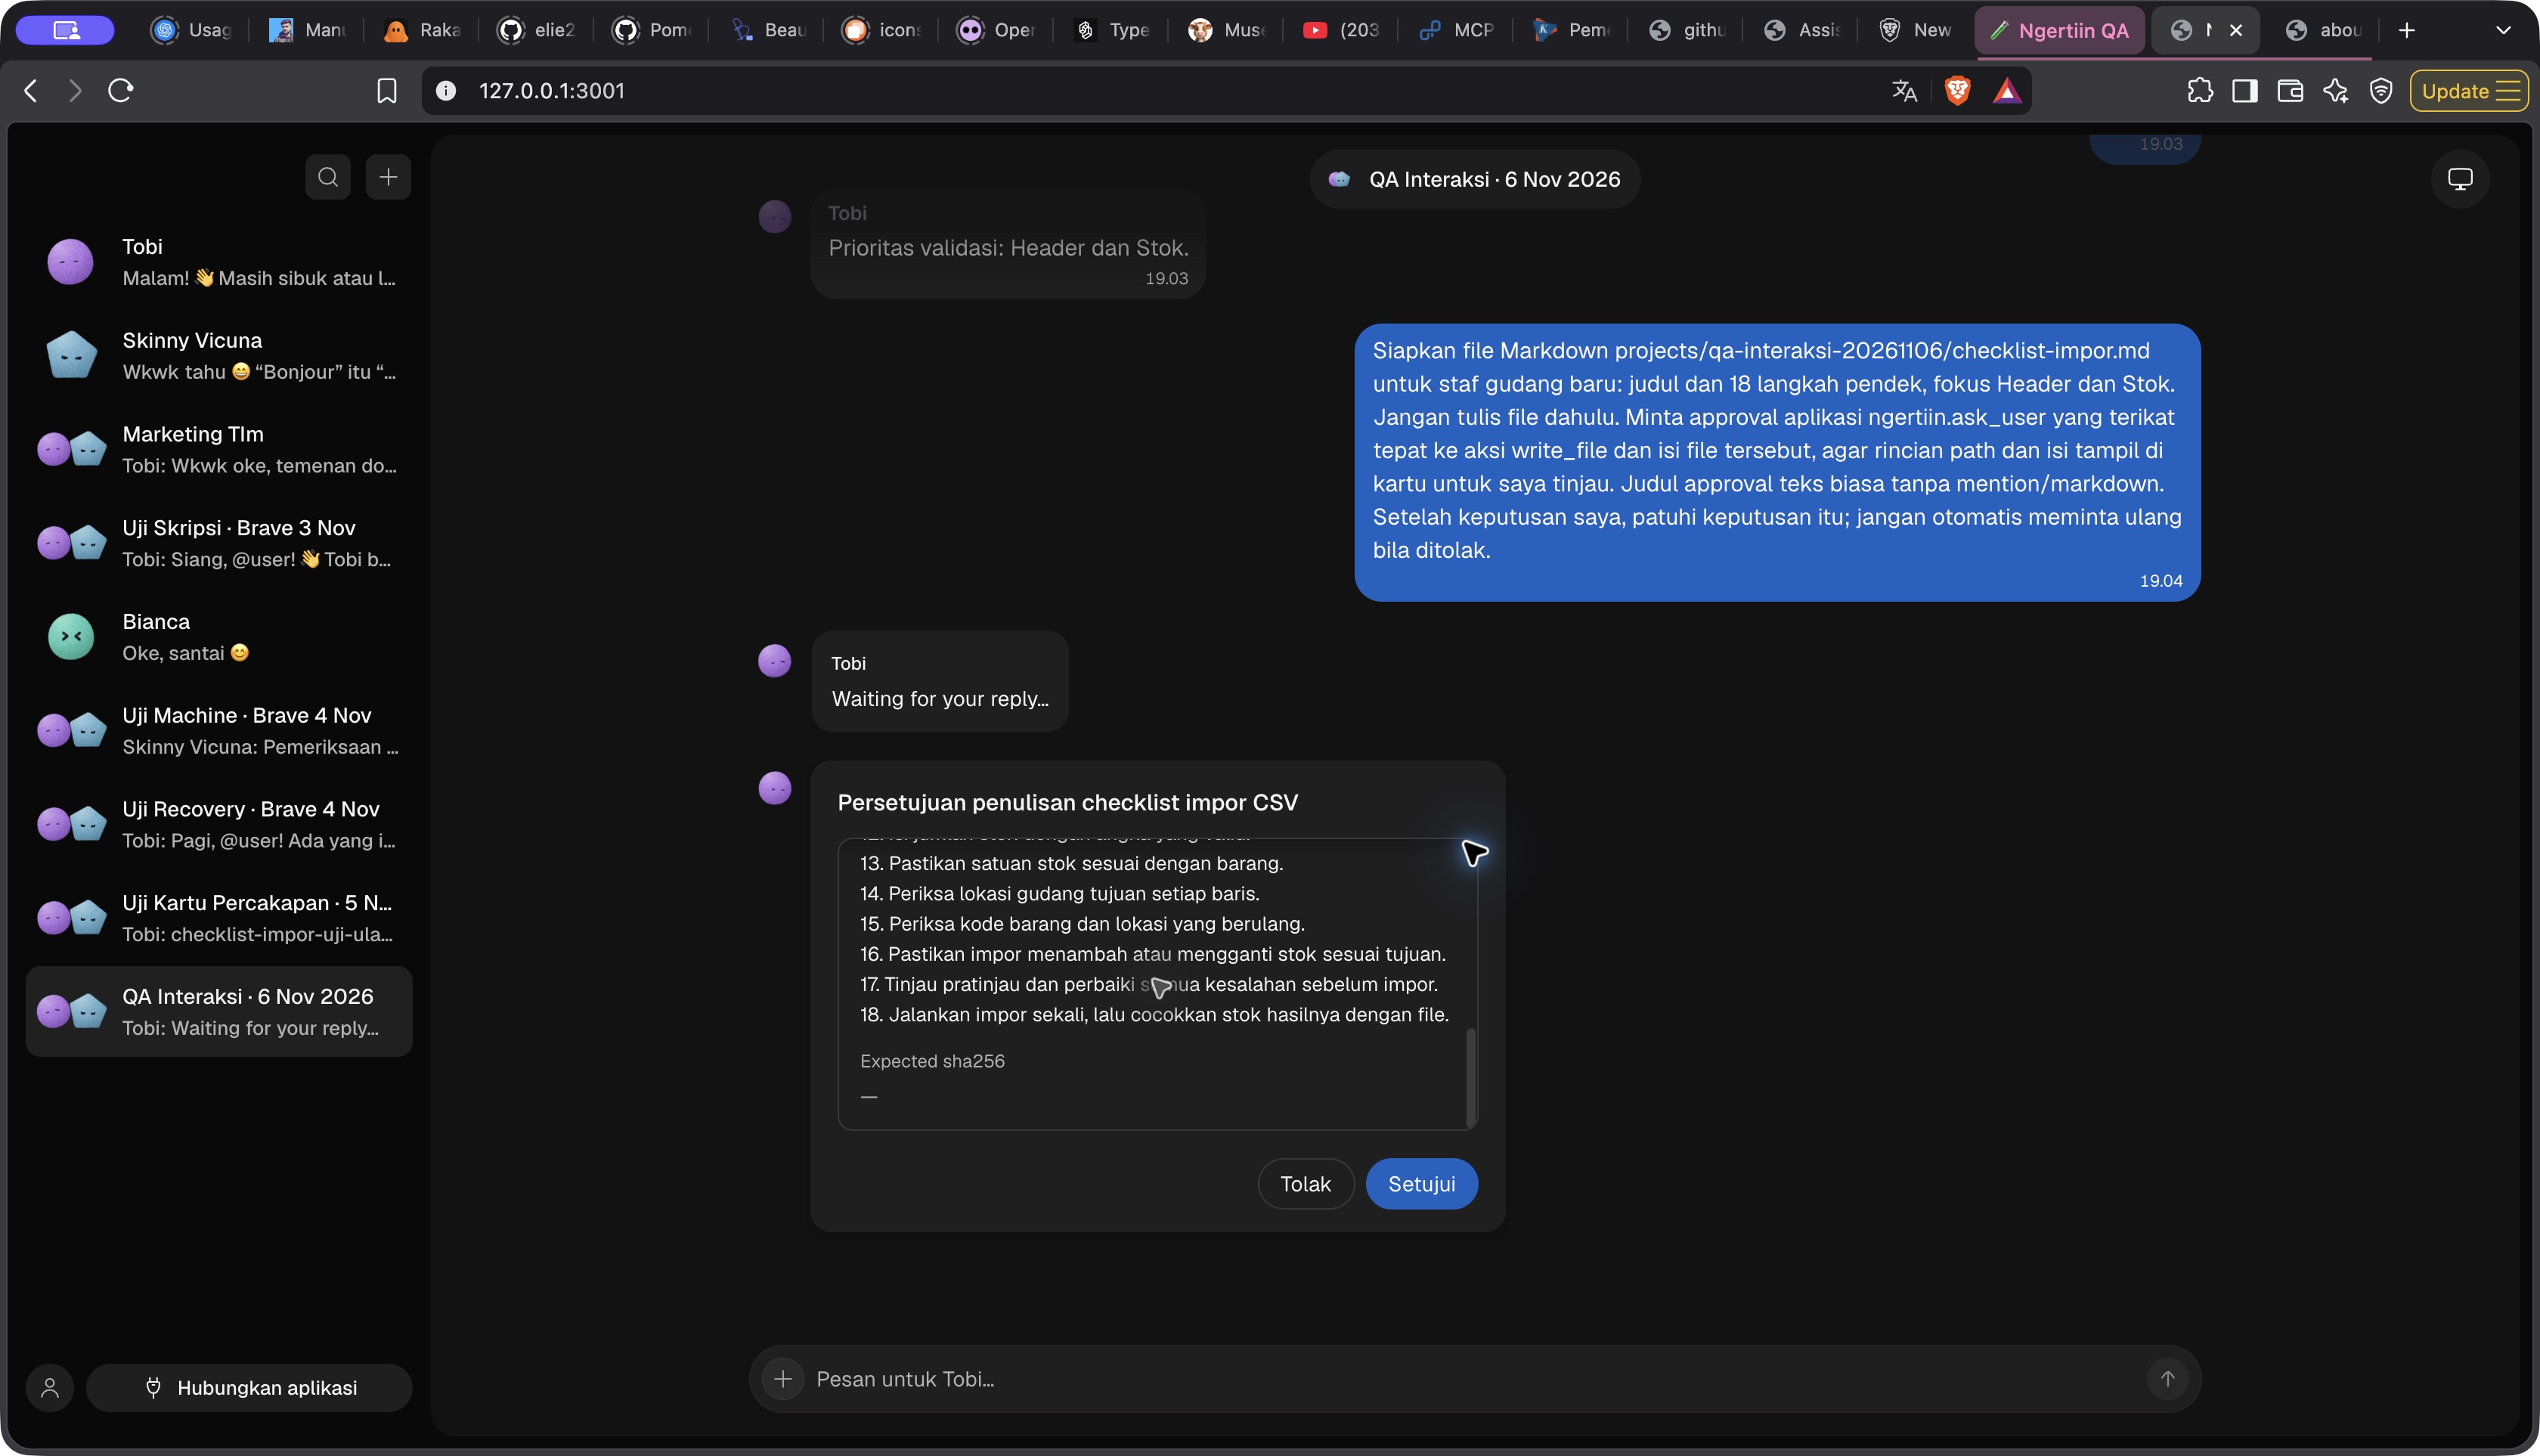 Usag
Manu
Raka
elie2
Pome
Beau
icons
Open
Type
Muse
(203
MCP
Peme
githu
Assis
New
Ngertiin QA
abou
127.0.0.1:3001
Update
Tobi
Malam! 👋 Masih sibuk atau l...
Skinny Vicuna
Wkwk tahu 😄 “Bonjour” itu “...
Marketing TIm
Tobi: Wkwk oke, temenan do...
Uji Skripsi · Brave 3 Nov
Tobi: Siang, @user! 👋 Tobi b...
Bianca
Oke, santai 😊
Uji Machine · Brave 4 Nov
Skinny Vicuna: Pemeriksaan ...
Uji Recovery · Brave 4 Nov
Tobi: Pagi, @user! Ada yang i...
Uji Kartu Percakapan · 5 N...
Tobi: checklist-impor-uji-ula...
QA Interaksi · 6 Nov 2026
Tobi: Waiting for your reply...
Hubungkan aplikasi
19.03
QA Interaksi · 6 Nov 2026
Tobi
Prioritas validasi: Header dan Stok.
19.03
Siapkan file Markdown projects/qa-interaksi-20261106/checklist-impor.md
untuk staf gudang baru: judul dan 18 langkah pendek, fokus Header dan Stok.
Jangan tulis file dahulu. Minta approval aplikasi ngertiin.ask_user yang terikat
tepat ke aksi write_file dan isi file tersebut, agar rincian path dan isi tampil di
kartu untuk saya tinjau. Judul approval teks biasa tanpa mention/markdown.
Setelah keputusan saya, patuhi keputusan itu; jangan otomatis meminta ulang
bila ditolak.
19.04
Tobi
Waiting for your reply...
Persetujuan penulisan checklist impor CSV
13. Pastikan satuan stok sesuai dengan barang.
14. Periksa lokasi gudang tujuan setiap baris.
15. Periksa kode barang dan lokasi yang berulang.
16. Pastikan impor menambah atau mengganti stok sesuai tujuan.
17. Tinjau pratinjau dan perbaiki semua kesalahan sebelum impor.
18. Jalankan impor sekali, lalu cocokkan stok hasilnya dengan file.
Expected sha256
—
Tolak
Setujui
Pesan untuk Tobi...